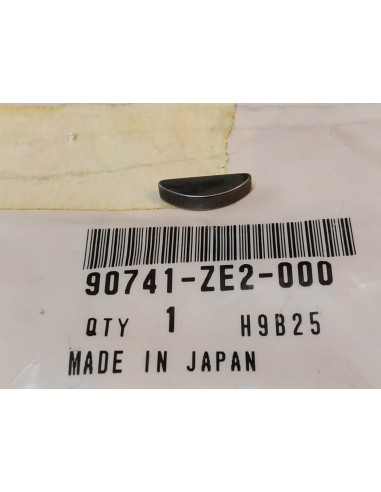 90741-ZE2-000
QTY 1 H9B25
MADE IN JAPAN